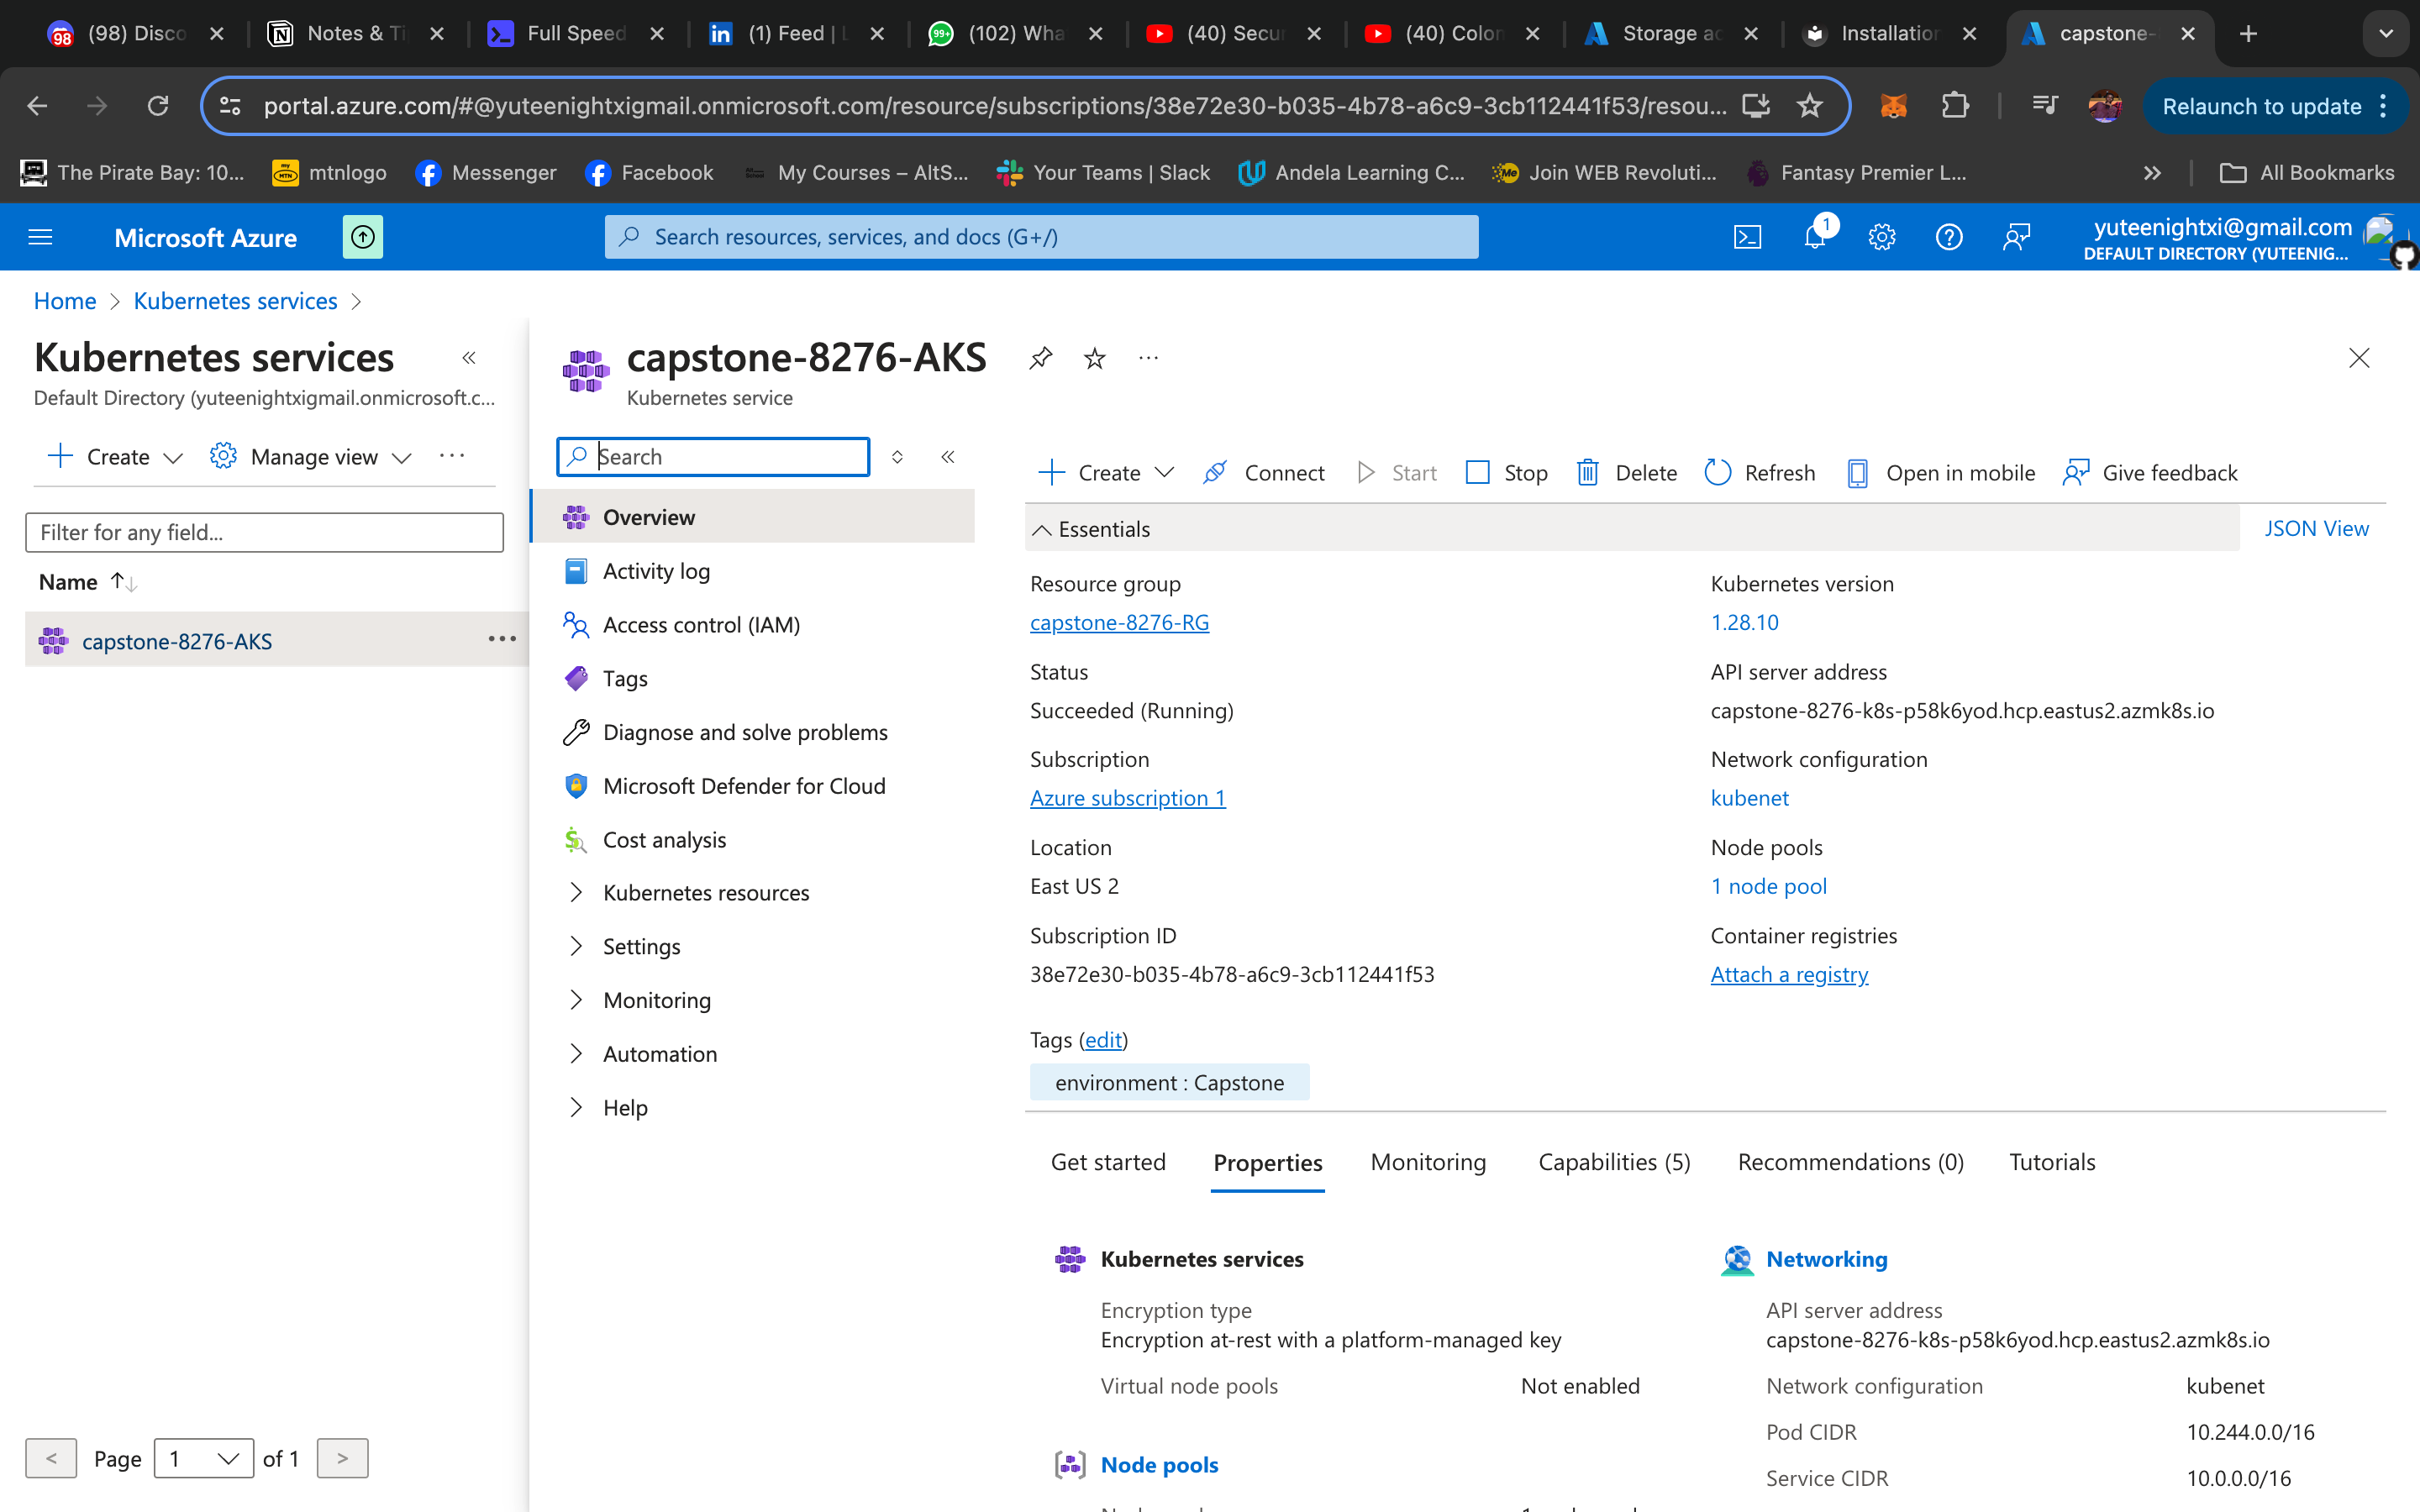 98
(98) Disco
Notes & Ti
Full Speed
(1) Feed | L
99+
(102) Wha
(40) Secur
(40) Colon
Storage ac
Installation
capstone-
portal.azure.com/#@yuteenightxigmail.onmicrosoft.com/resource/subscriptions/38e72e30-b035-4b78-a6c9-3cb112441f53/resou...
Relaunch to update
The Pirate Bay: 10...
mtnlogo
Messenger
Facebook
My Courses – AltS...
Your Teams | Slack
Andela Learning C...
Join WEB Revoluti...
Fantasy Premier L...
All Bookmarks
Microsoft Azure
Search resources, services, and docs (G+/)
1
yuteenightxi@gmail.com
DEFAULT DIRECTORY (YUTEENIG...
Home > Kubernetes services >
Kubernetes services
Default Directory (yuteenightxigmail.onmicrosoft.c...
Create
Manage view
Filter for any field...
Name
capstone-8276-AKS
Page 1 of 1
capstone-8276-AKS
Kubernetes service
Search
Overview
Activity log
Access control (IAM)
Tags
Diagnose and solve problems
Microsoft Defender for Cloud
Cost analysis
Kubernetes resources
Settings
Monitoring
Automation
Help
Create
Connect
Start
Stop
Delete
Refresh
Open in mobile
Give feedback
Essentials
JSON View
Resource group
capstone-8276-RG
Status
Succeeded (Running)
Subscription
Azure subscription 1
Location
East US 2
Subscription ID
38e72e30-b035-4b78-a6c9-3cb112441f53
Kubernetes version
1.28.10
API server address
capstone-8276-k8s-p58k6yod.hcp.eastus2.azmk8s.io
Network configuration
kubenet
Node pools
1 node pool
Container registries
Attach a registry
Tags (edit)
environment : Capstone
Get started
Properties
Monitoring
Capabilities (5)
Recommendations (0)
Tutorials
Kubernetes services
Encryption type
Encryption at-rest with a platform-managed key
Virtual node pools
Not enabled
Node pools
Networking
API server address
capstone-8276-k8s-p58k6yod.hcp.eastus2.azmk8s.io
Network configuration
kubenet
Pod CIDR
10.244.0.0/16
Service CIDR
10.0.0.0/16